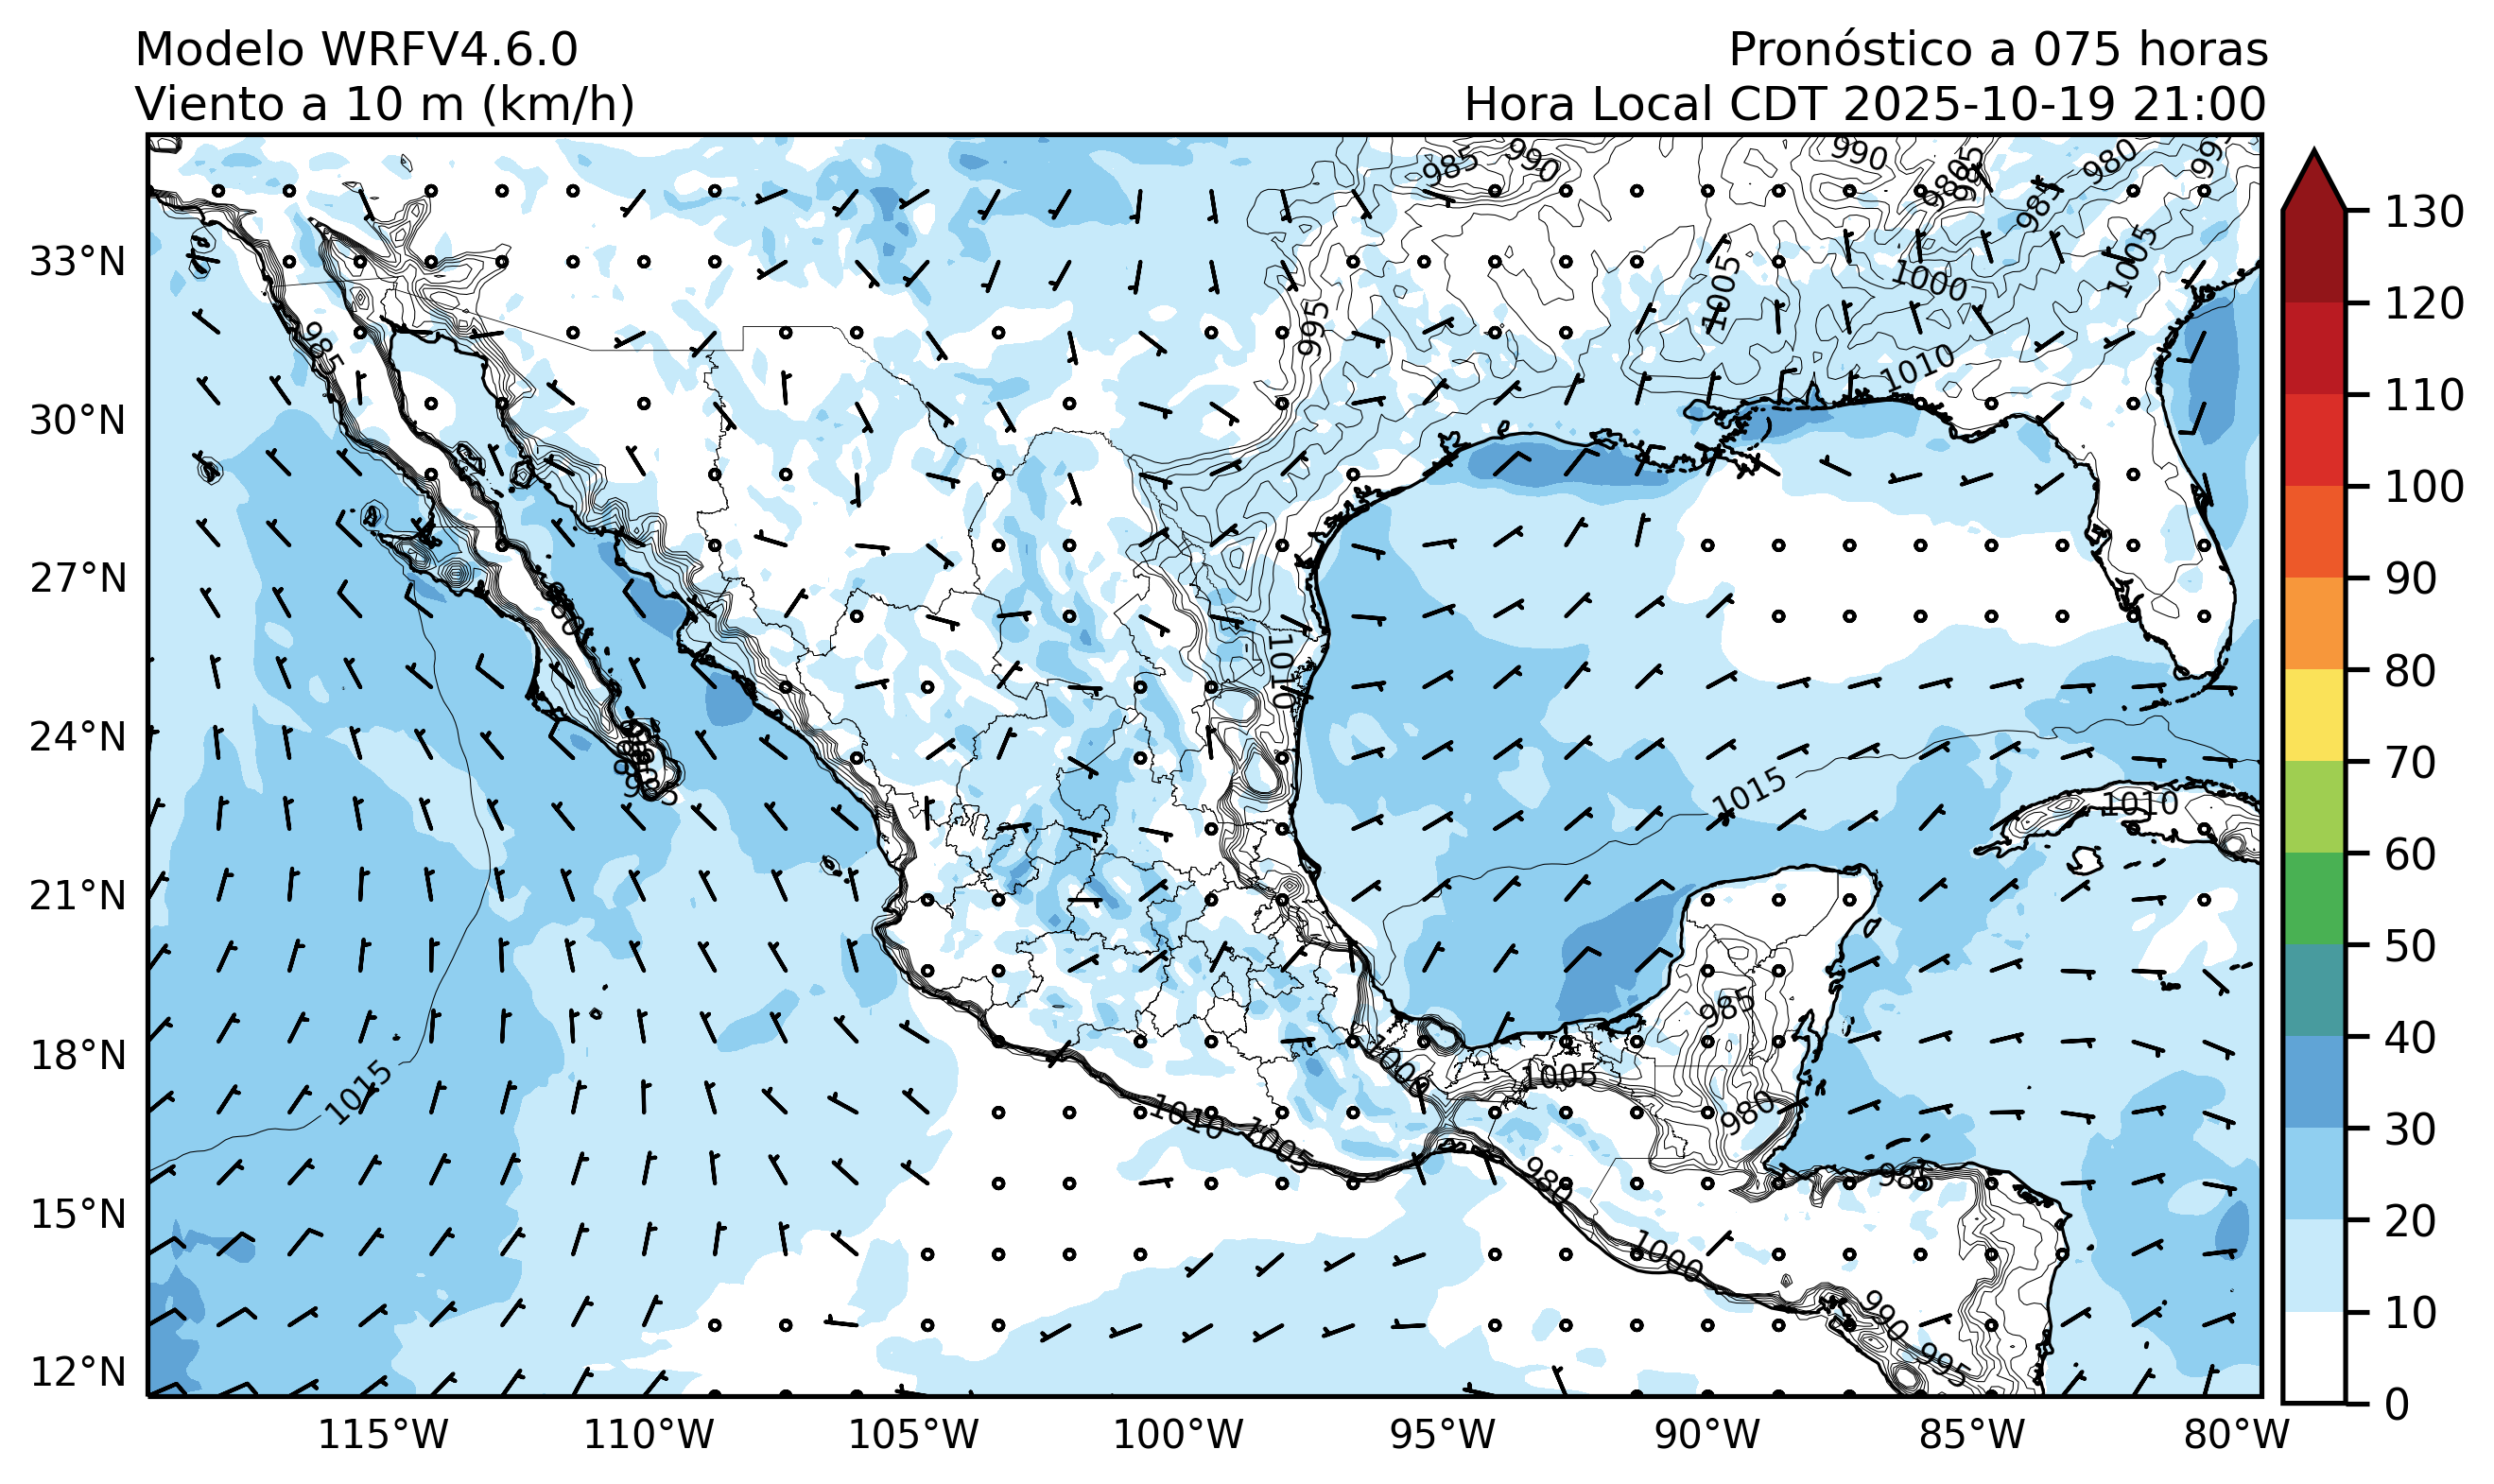 Modelo WRFV4.6.0
Viento a 10 m (km/h)
Pronóstico a 075 horas
Hora Local CDT 2025-10-19 21:00
33°N
30°N
27°N
24°N
21°N
18°N
15°N
12°N
115°W
110°W
105°W
100°W
95°W
90°W
85°W
80°W
130
120
110
100
90
80
70
60
50
40
30
20
10
0
985
990
990
980
985
1005
1000
1005
995
1010
985
1010
1015
1010
1015
985
1000
1005
980
1010
1005
980
985
1000
990
995